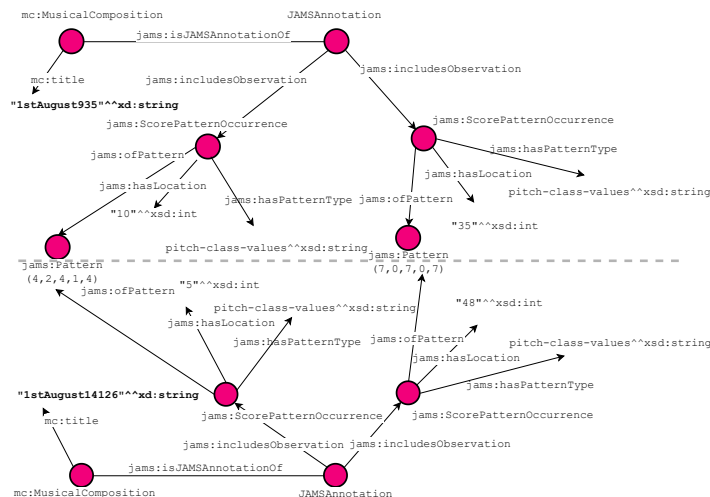 mc:MusicalComposition
JAMSAnnotation
jams:isJAMSAnnotationOf
mc:title
jams:includesObservation
jams:includesObservation
"1stAugust935"^^xd:string
jams:ScorePatternOccurrence
jams:ScorePatternOccurrence
jams:ofPattern
jams:hasPatternType
jams:hasLocation
jams:hasLocation
jams:hasPatternType
jams:ofPattern
pitch-class-values^^xsd:string
"10"^^xsd:int
"35"^^xsd:int
pitch-class-values^^xsd:string
jams:Pattern
(4,2,4,1,4)
jams:Pattern
(7,0,7,0,7)
jams:ofPattern
"5"^^xsd:int
pitch-class-values^^xsd:string
"48"^^xsd:int
jams:hasLocation
jams:hasPatternType
jams:ofPattern
pitch-class-values^^xsd:string
jams:hasLocation
jams:hasPatternType
"1stAugust14126"^^xd:string
mc:title
jams:ScorePatternOccurrence
jams:ScorePatternOccurrence
jams:includesObservation
jams:includesObservation
jams:isJAMSAnnotationOf
mc:MusicalComposition
JAMSAnnotation